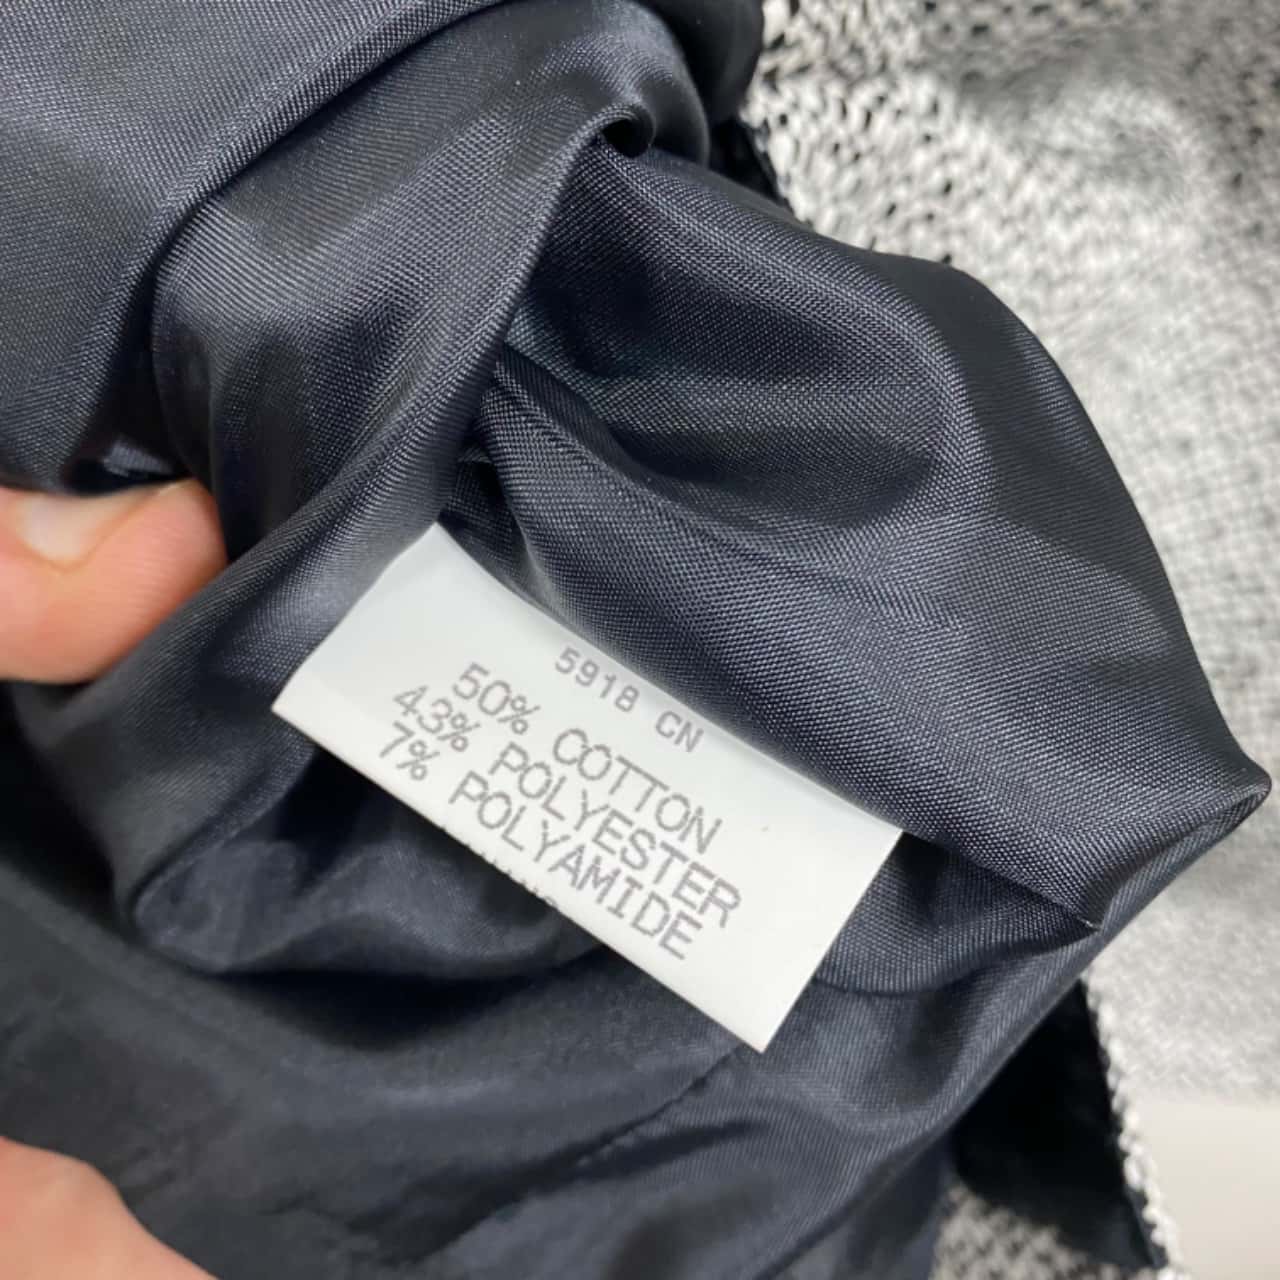 5918 CN
50% COTTON
43% POLYESTER
7% POLYAMIDE